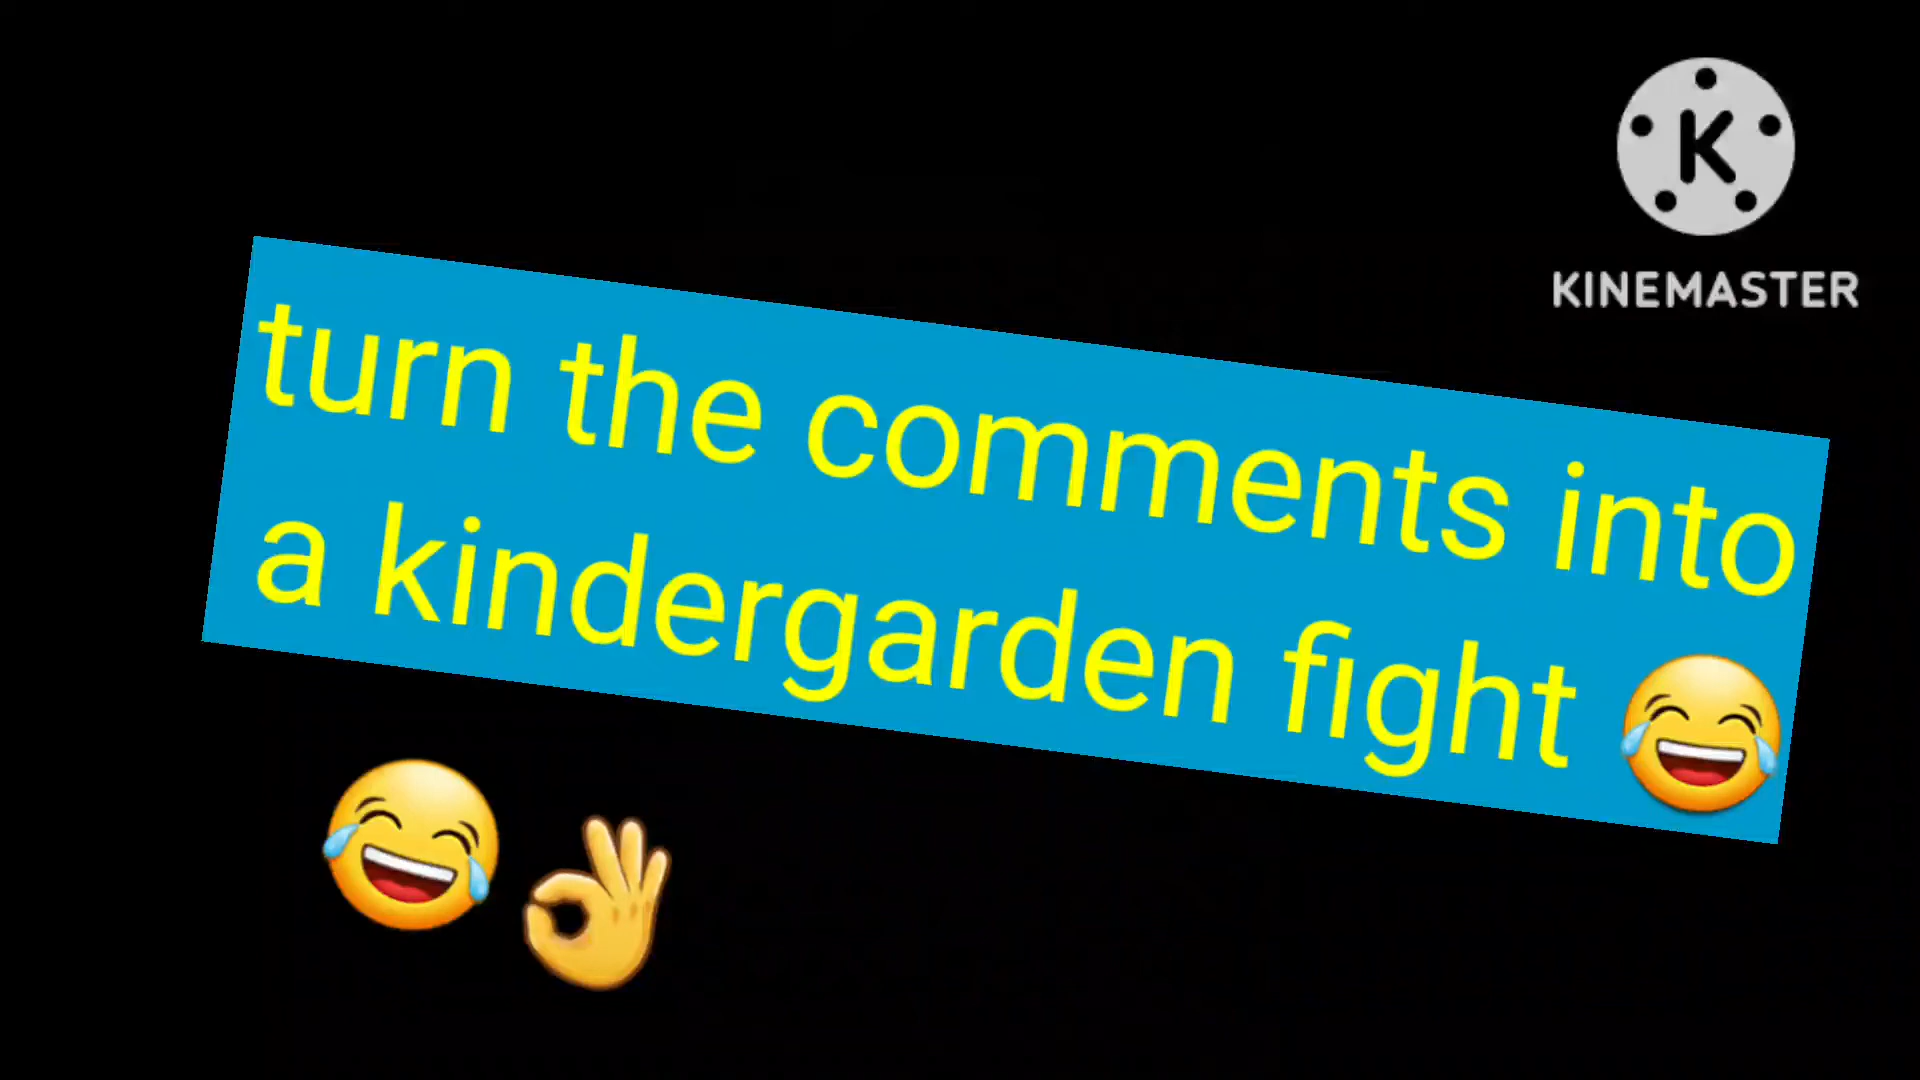 K
KINEMASTER
turn the comments into
a kindergarden fight 😂
😂👌